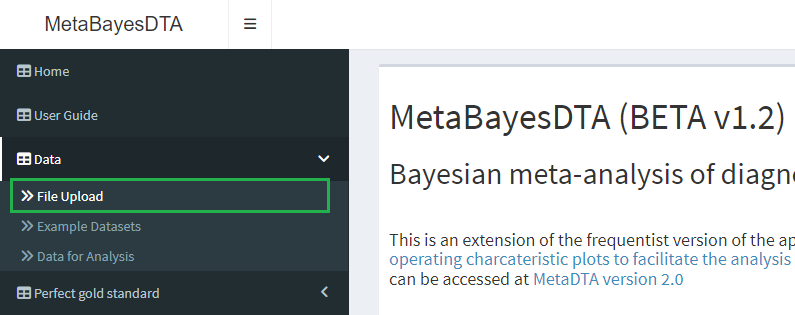 MetaBayesDTA
Home
User Guide
Data
File Upload
Example Datasets
Data for Analysis
Perfect gold standard
MetaBayesDTA (BETA v1.2)
Bayesian meta-analysis of diagn
This is an extension of the frequentist version of the ap
operating charcateristic plots to facilitate the analysis
can be accessed at MetaDTA version 2.0